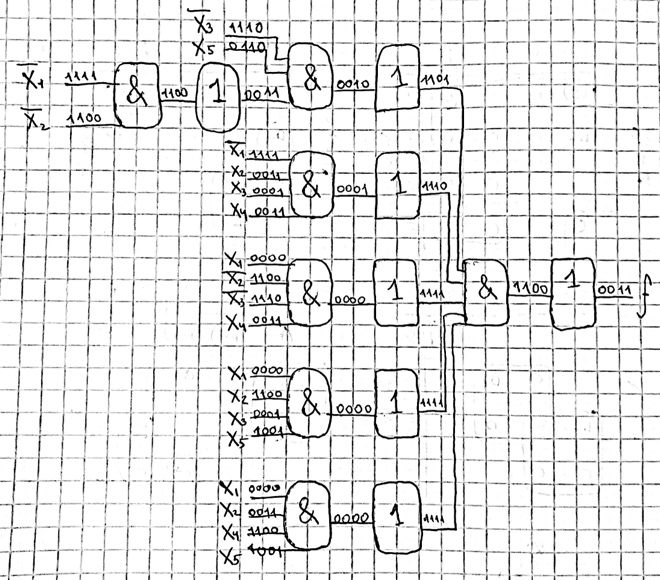 X̅3 1110
X5 0110
X̅1 1111 & 1100 1 0011 & 0010 1 1101
X̅2 1100
X̅1 1111
X2 0011 & 0001 1 1110
X3 0001
X4 0011
X1 0000
X̅2 1100 & 0000 1 1111 & 1100 1 0011 f
X̅3 1110
X4 0011
X1 0000
X2 1100 & 0000 1 1111
X3 0001
X5 1001
X1 0000
X2 0011 & 0000 1 1111
X4 1100
X5 1001